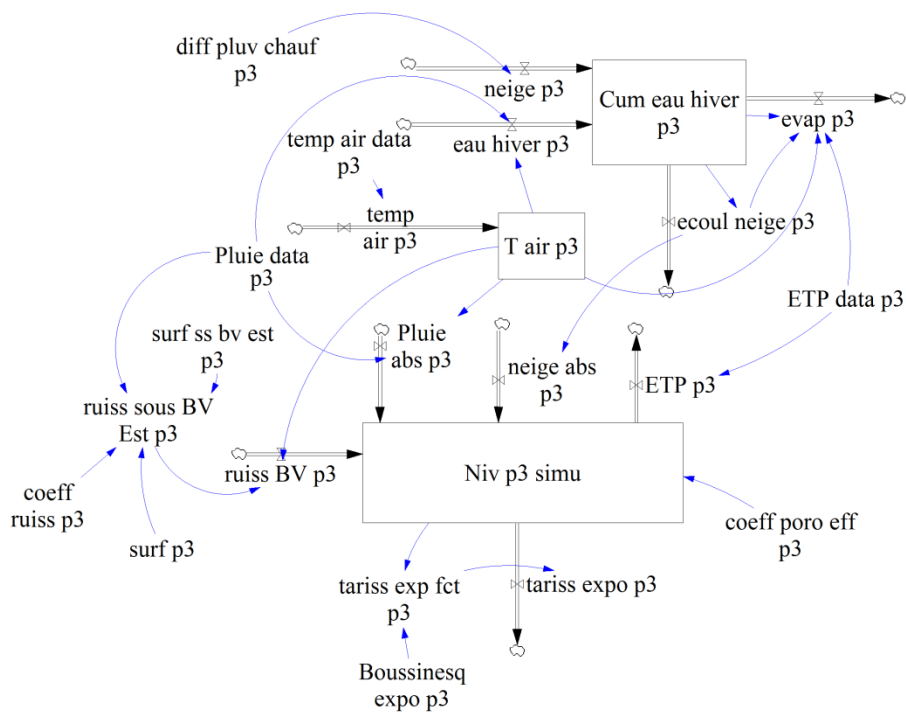 diff pluv chauf
p3
neige p3
Cum eau hiver
p3
evap p3
temp air data
p3
eau hiver p3
temp
air p3
T air p3
ecoul neige p3
Pluie data
p3
ETP data p3
surf ss bv est
p3
Pluie
abs p3
neige abs
p3
ETP p3
ruiss sous BV
Est p3
ruiss BV p3
Niv p3 simu
coeff
ruiss p3
surf p3
coeff poro eff
p3
tariss exp fct
p3
tariss expo p3
Boussinesq
expo p3